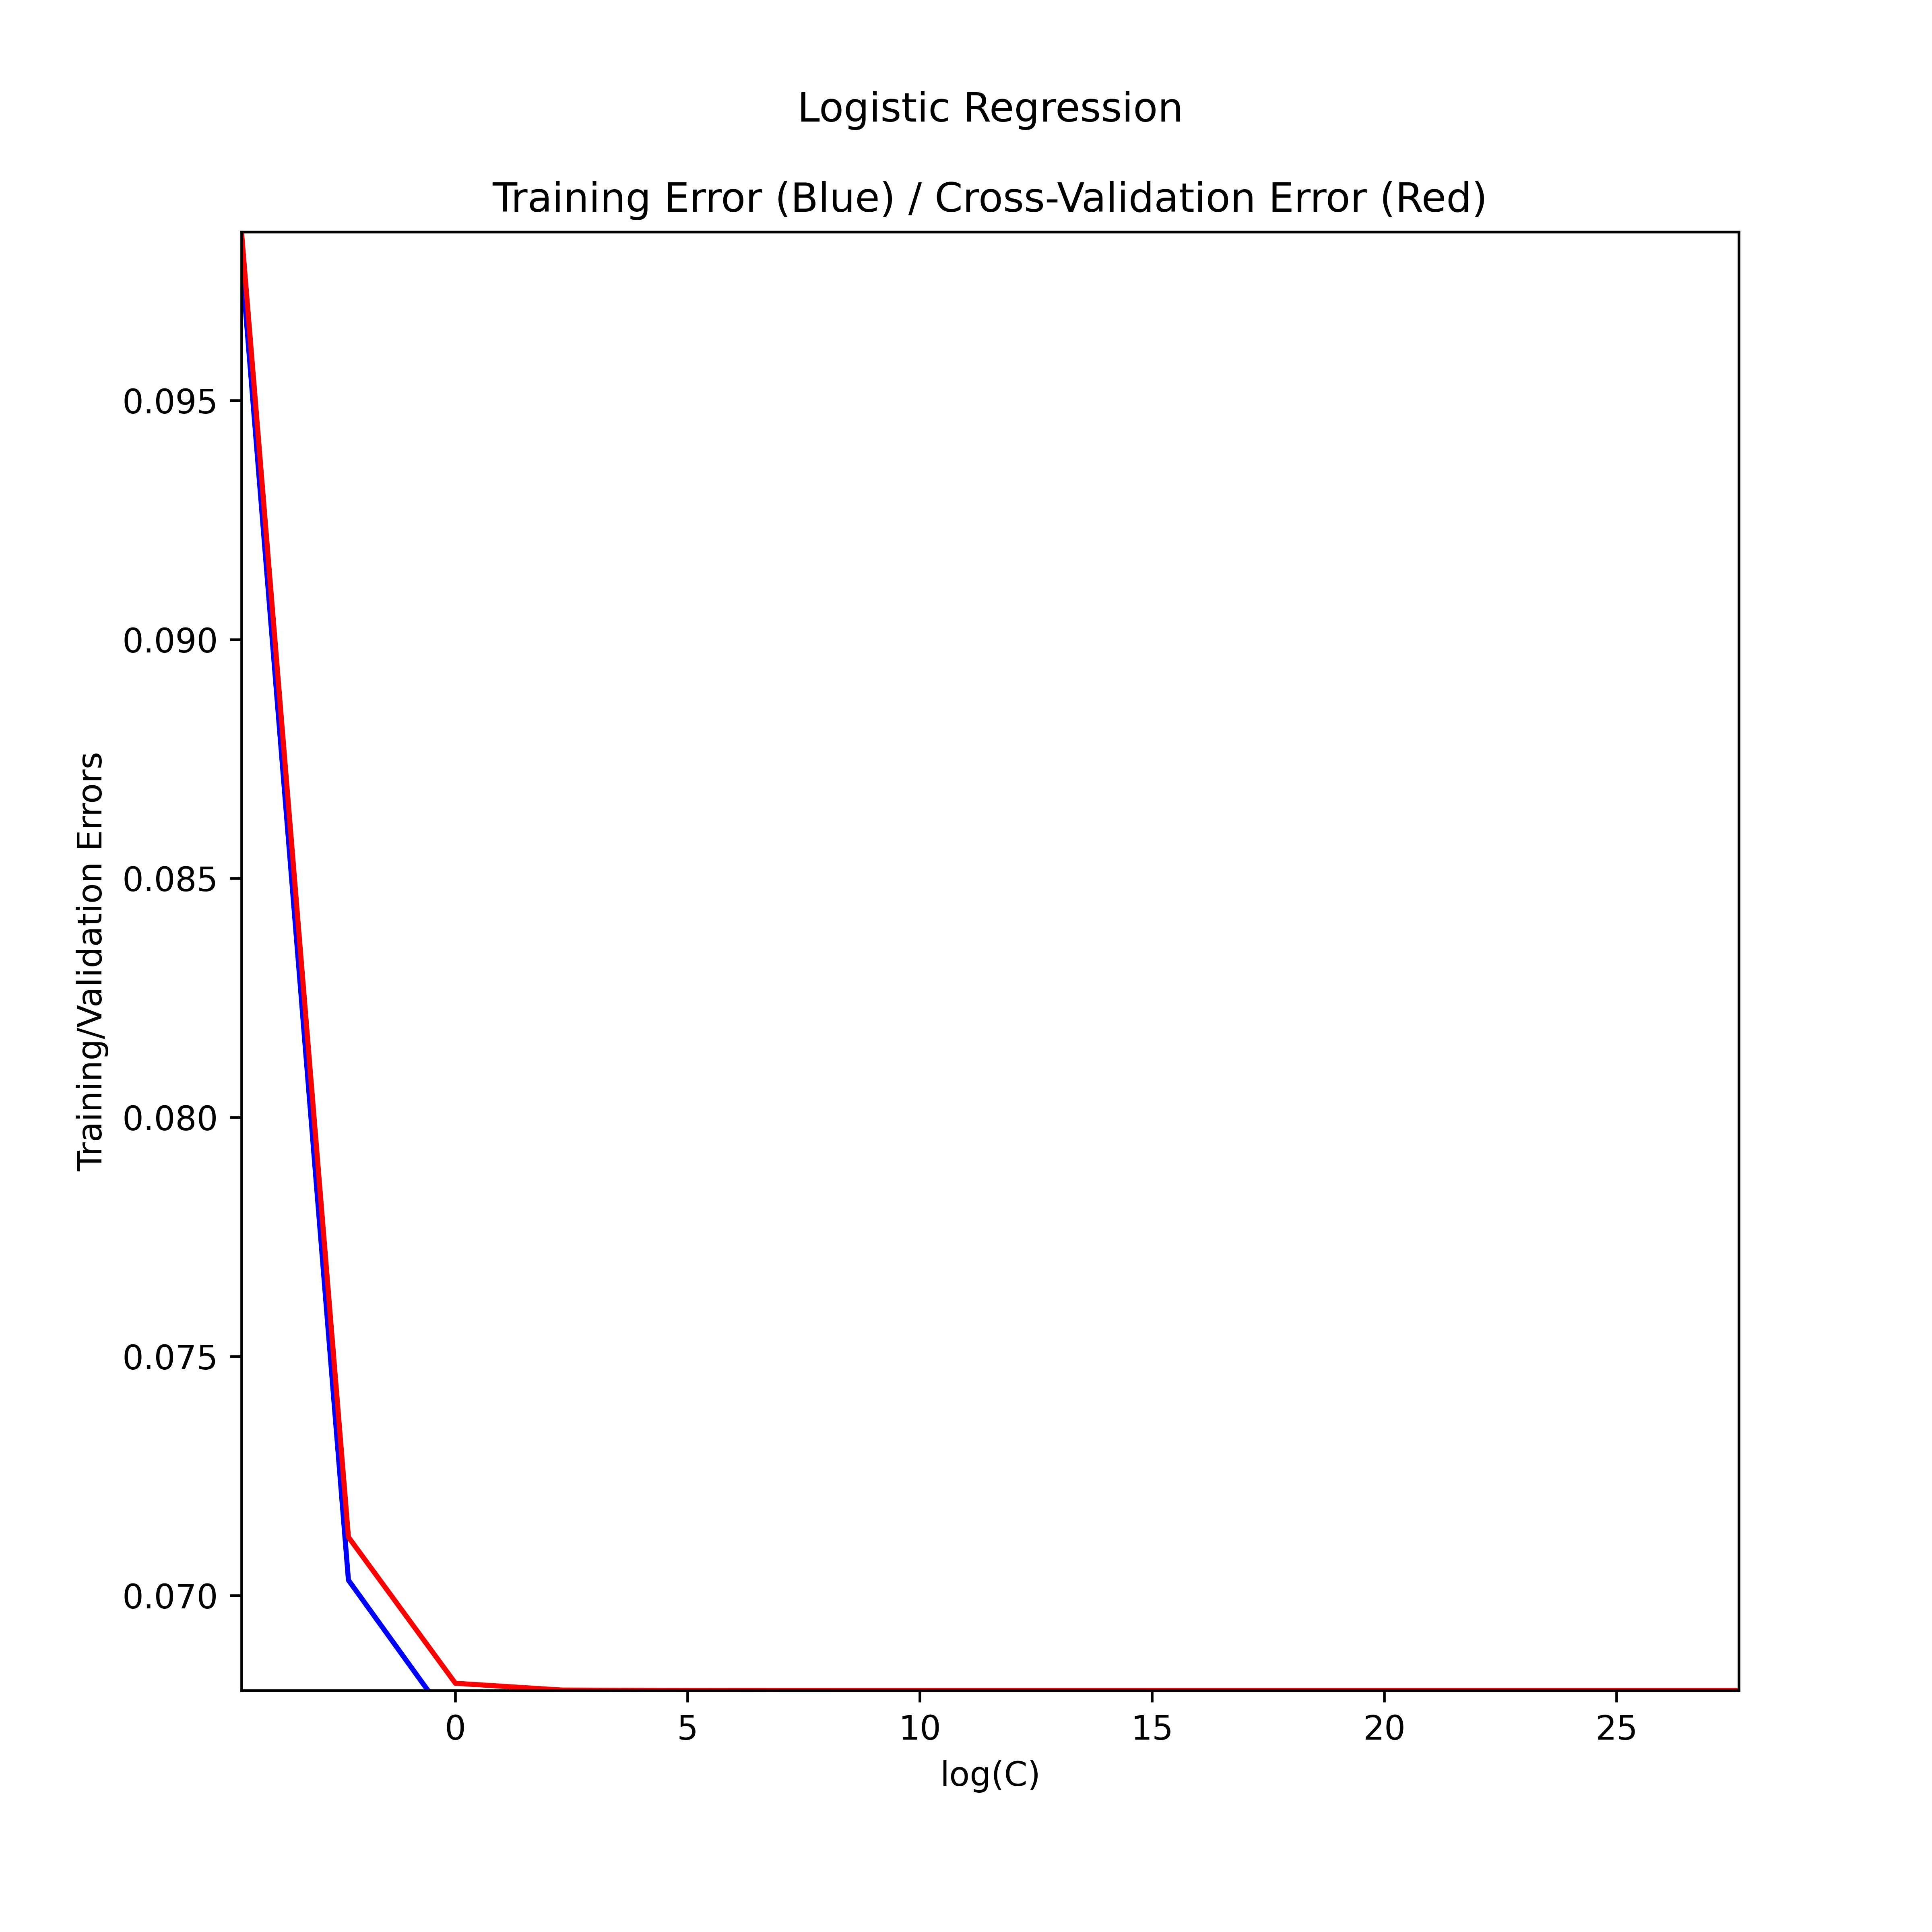 Logistic Regression
Training Error (Blue) / Cross-Validation Error (Red)
Training/Validation Errors
0.095
0.090
0.085
0.080
0.075
0.070
0 5 10 15 20 25
log(C)